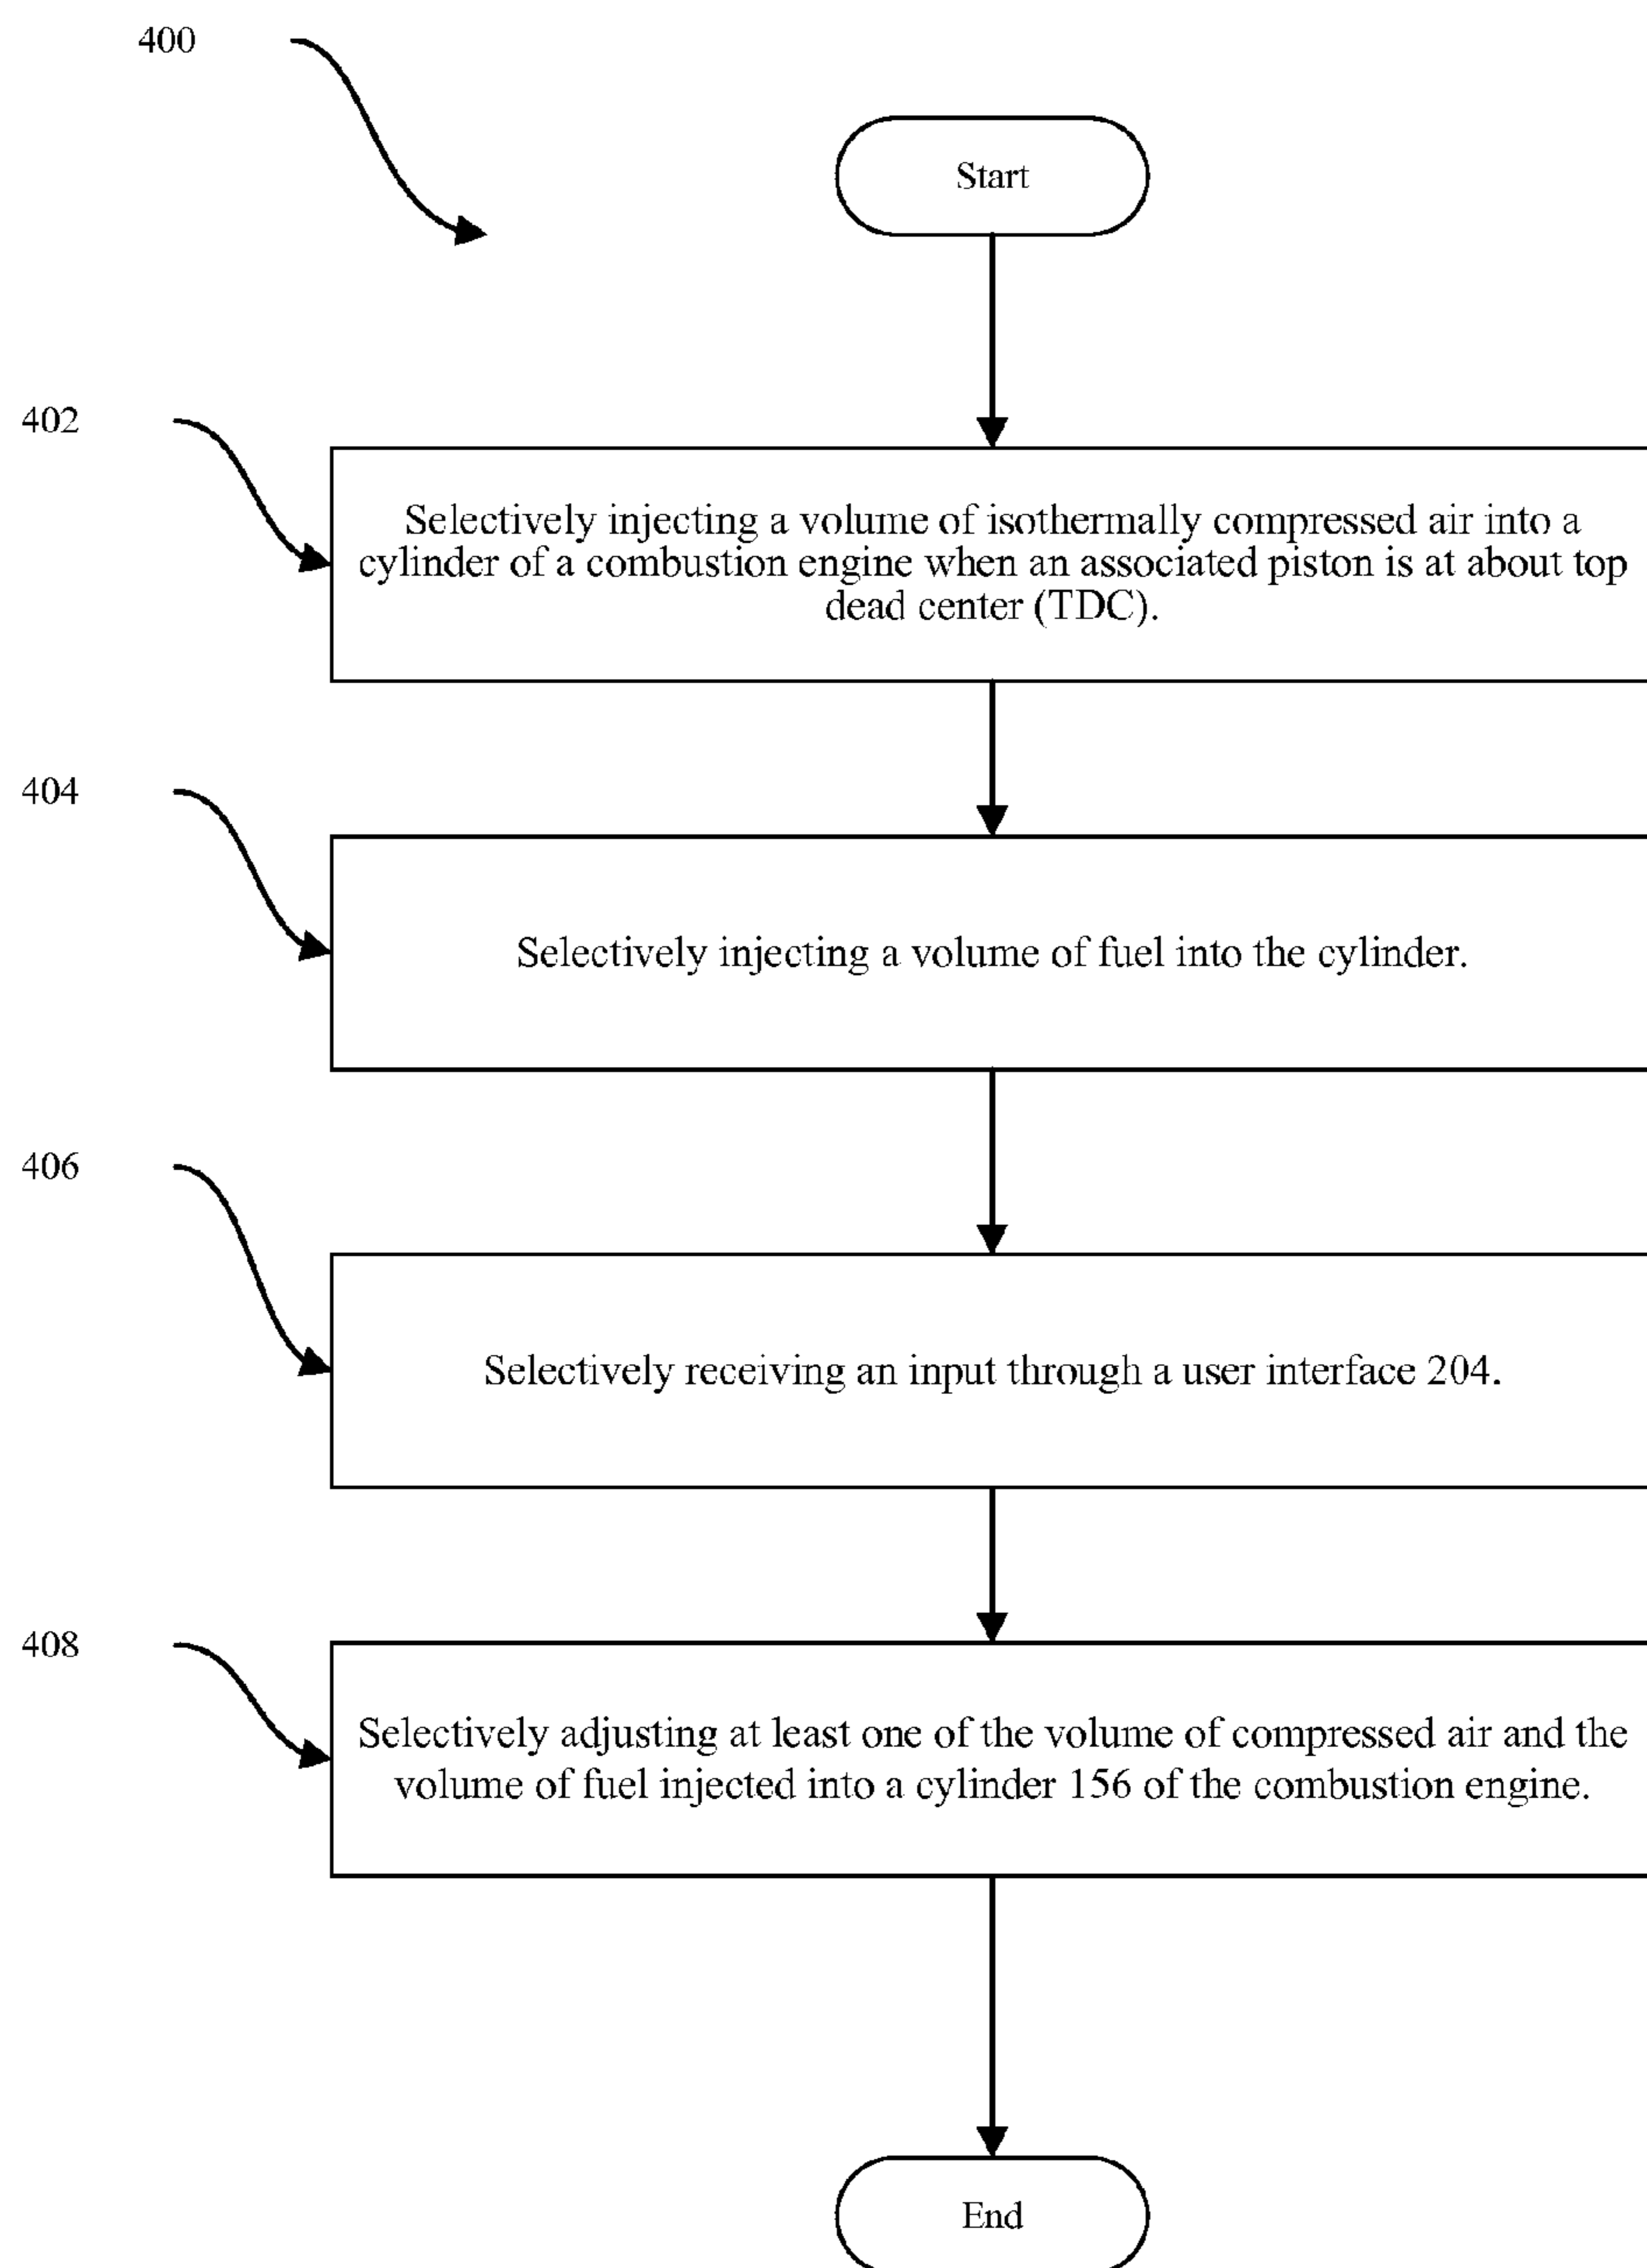 400
Start
402
Selectively injecting a volume of isothermally compressed air into a
cylinder of a combustion engine when an associated piston is at about top
dead center (TDC).
404
Selectively injecting a volume of fuel into the cylinder.
406
Selectively receiving an input through a user interface 204.
408
Selectively adjusting at least one of the volume of compressed air and the
volume of fuel injected into a cylinder 156 of the combustion engine.
End